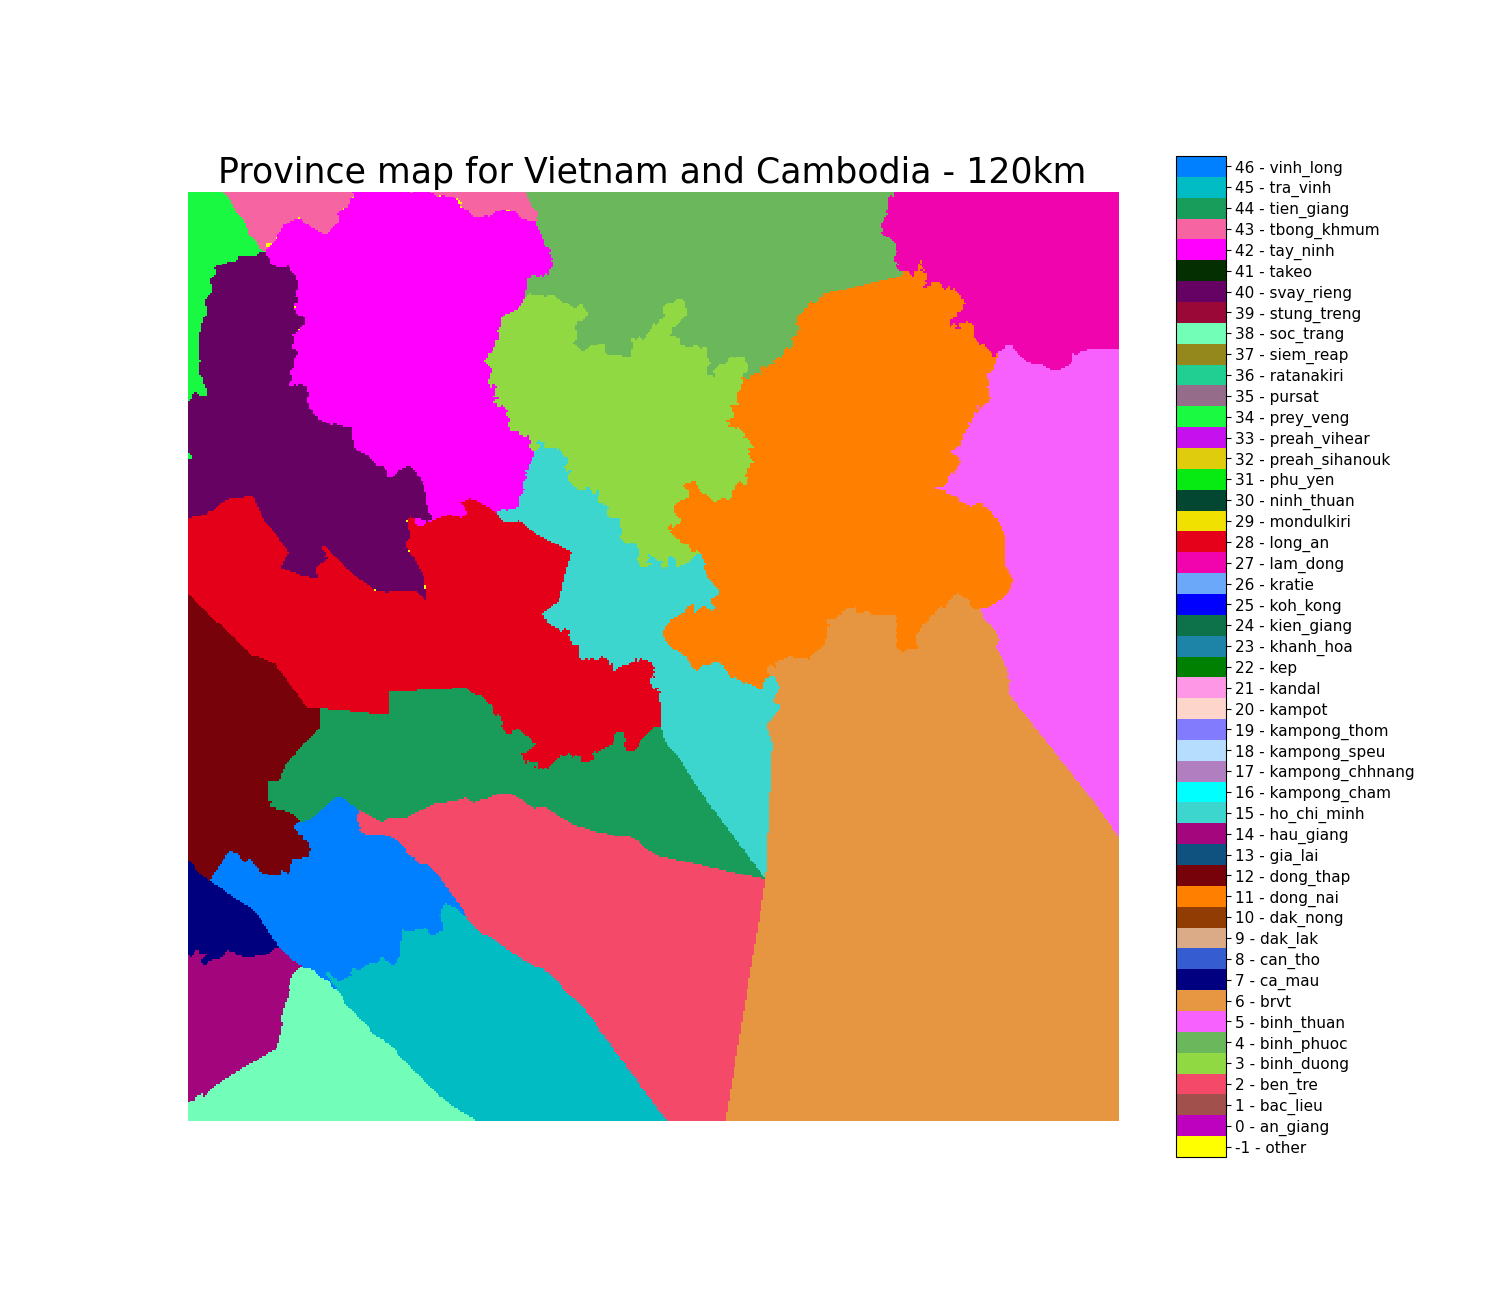 Province map for Vietnam and Cambodia - 120km
46 - vinh_long
45 - tra_vinh
44 - tien_giang
43 - tbong_khmum
42 - tay_ninh
41 - takeo
40 - svay_rieng
39 - stung_treng
38 - soc_trang
37 - siem_reap
36 - ratanakiri
35 - pursat
34 - prey_veng
33 - preah_vihear
32 - preah_sihanouk
31 - phu_yen
30 - ninh_thuan
29 - mondulkiri
28 - long_an
27 - lam_dong
26 - kratie
25 - koh_kong
24 - kien_giang
23 - khanh_hoa
22 - kep
21 - kandal
20 - kampot
19 - kampong_thom
18 - kampong_speu
17 - kampong_chhnang
16 - kampong_cham
15 - ho_chi_minh
14 - hau_giang
13 - gia_lai
12 - dong_thap
11 - dong_nai
10 - dak_nong
9 - dak_lak
8 - can_tho
7 - ca_mau
6 - brvt
5 - binh_thuan
4 - binh_phuoc
3 - binh_duong
2 - ben_tre
1 - bac_lieu
0 - an_giang
-1 - other